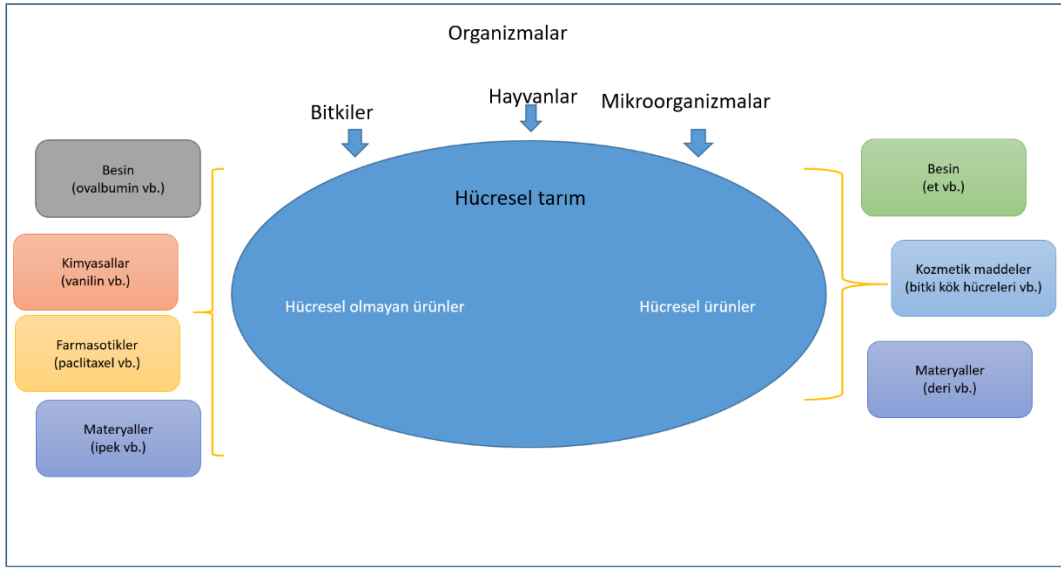 Organizmalar
Bitkiler
Hayvanlar
Mikroorganizmalar
Hücresel tarım
Hücresel olmayan ürünler
Hücresel ürünler
Besin
(ovalbumin vb.)
Kimyasallar
(vanilin vb.)
Farmasotikler
(paclitaxel vb.)
Materyaller
(ipek vb.)
Besin
(et vb.)
Kozmetik maddeler
(bitki kök hücreleri vb.)
Materyaller
(deri vb.)